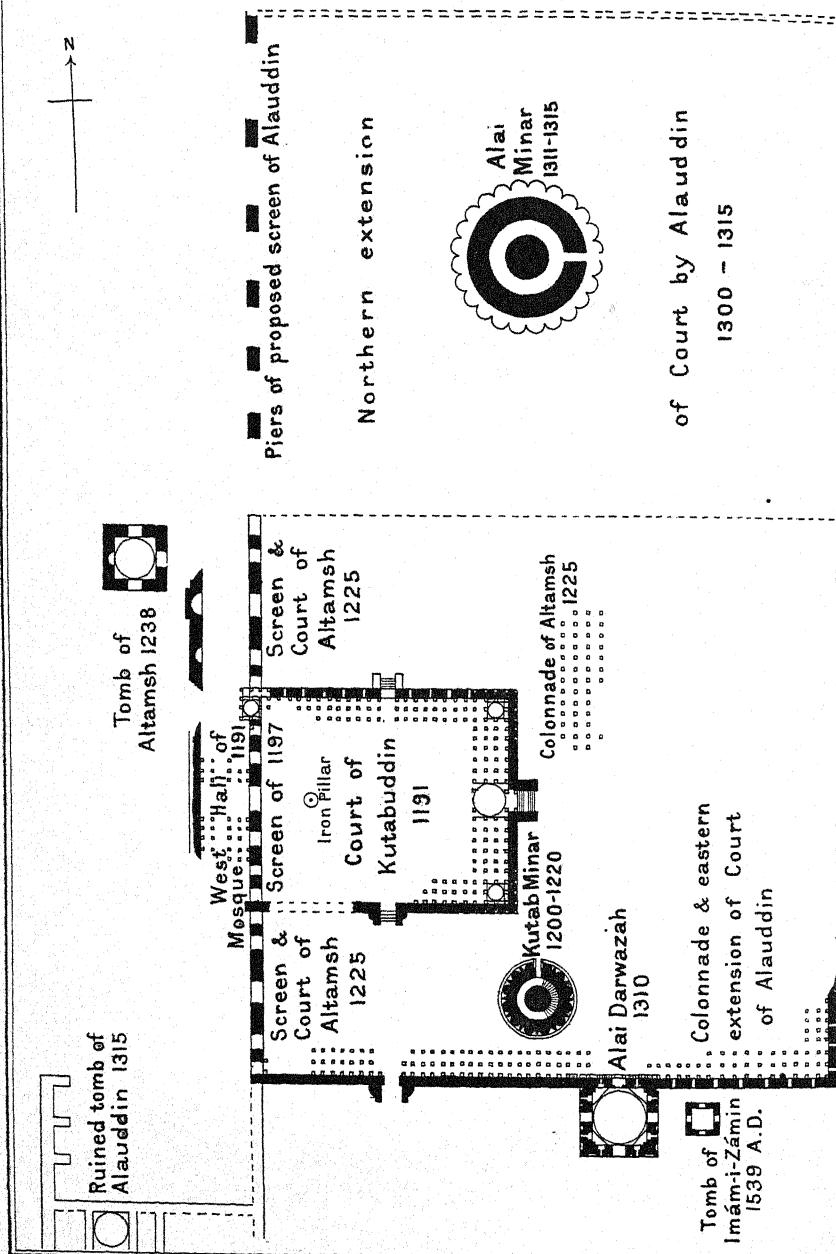 N
Piers of proposed screen of Alauddin
Northern extension
Alai
Minar
1311-1315
of Court by Alauddin
1300 – 1315
Tomb of
Altamsh 1238
Screen &
Court of
Altamsh
1225
Colonnade of Altamsh
1225
West Hall of
Mosque 1191
Screen of 1197
Iron Pillar
Court of
Kutabuddin
1191
Kutab Minar
1200-1220
Screen &
Court of
Altamsh
1225
Alai Darwazah
1310
Colonnade & eastern
extension of Court
of Alauddin
Ruined tomb of
Alauddin 1315
Tomb of
Imám-i-Zámin
1539 A.D.